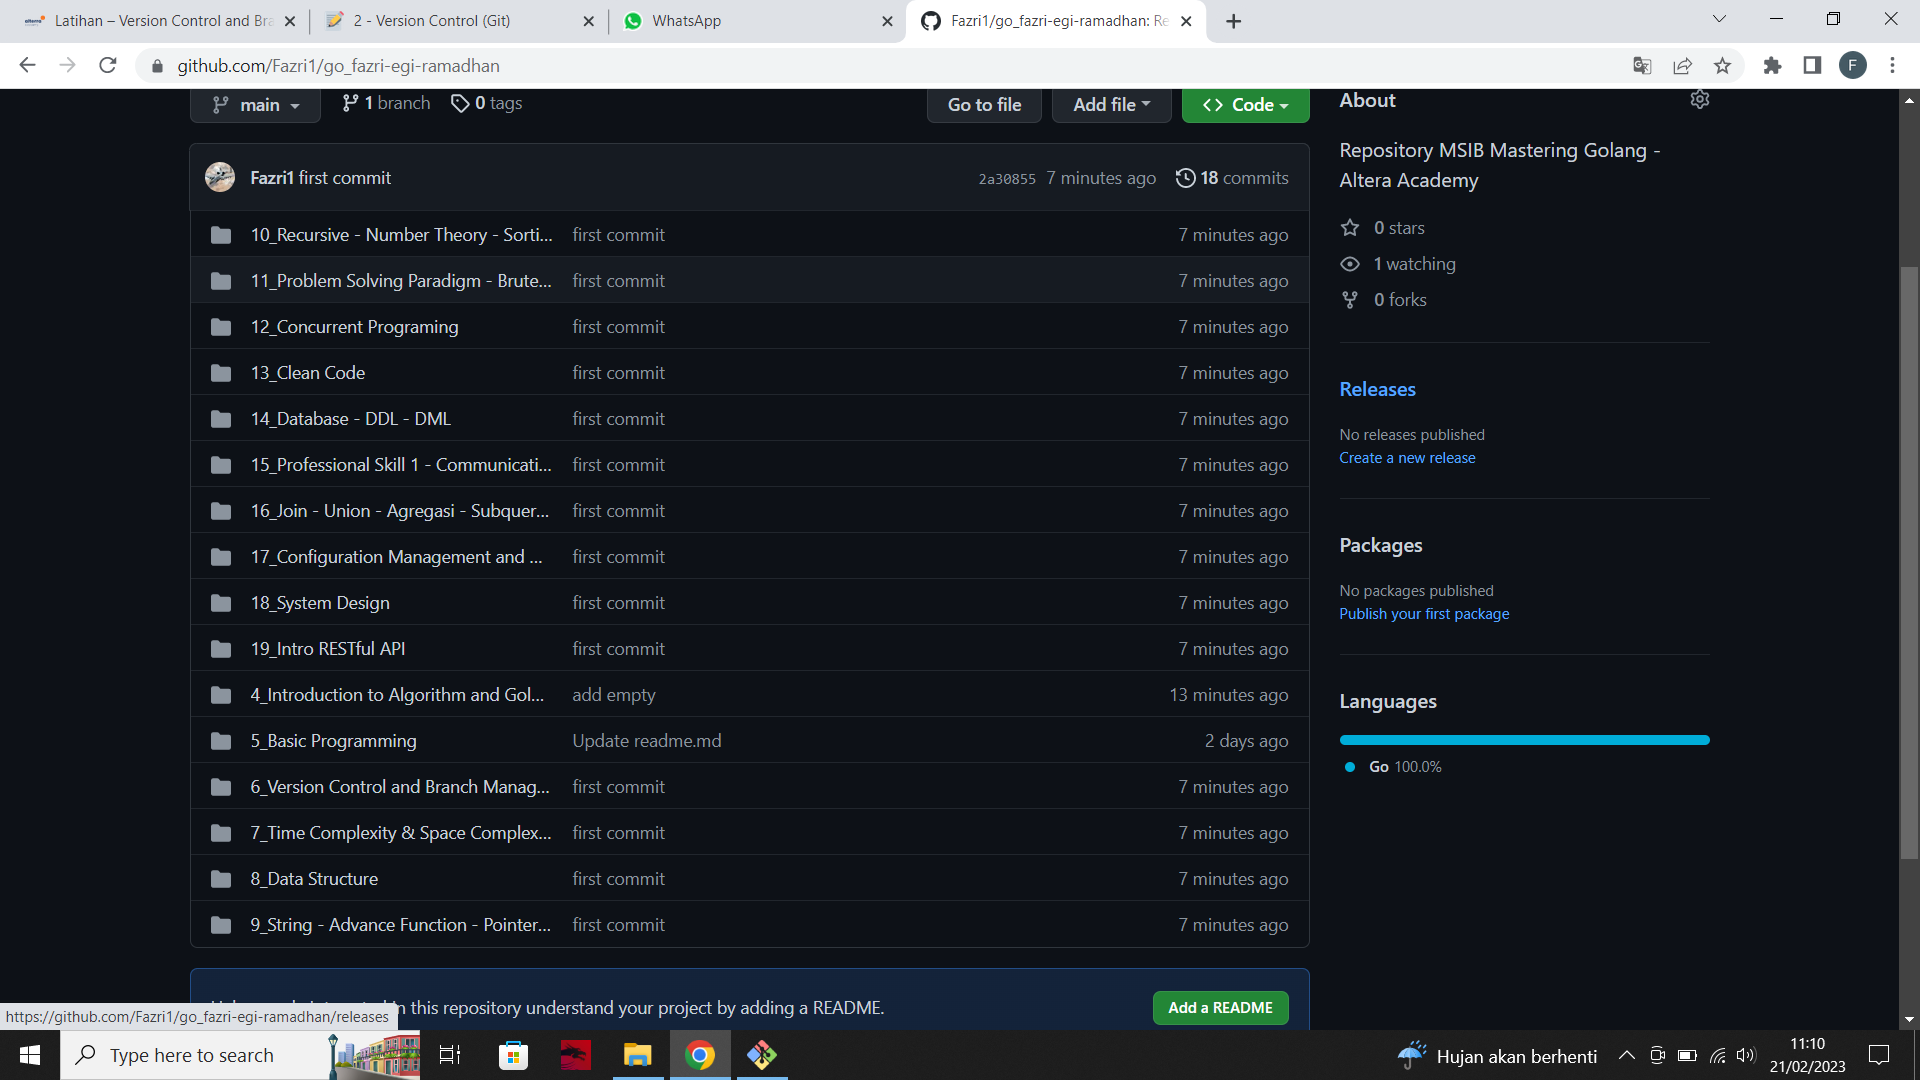 Latihan – Version Control and Bra
2 - Version Control (Git)
WhatsApp
Fazri1/go_fazri-egi-ramadhan: Re
github.com/Fazri1/go_fazri-egi-ramadhan
F
main
1 branch
0 tags
Go to file
Add file
Code
Fazri1 first commit
2a30855 7 minutes ago
18 commits
10_Recursive - Number Theory - Sorti... first commit 7 minutes ago
11_Problem Solving Paradigm - Brute... first commit 7 minutes ago
12_Concurrent Programing first commit 7 minutes ago
13_Clean Code first commit 7 minutes ago
14_Database - DDL - DML first commit 7 minutes ago
15_Professional Skill 1 - Communicati... first commit 7 minutes ago
16_Join - Union - Agregasi - Subquer... first commit 7 minutes ago
17_Configuration Management and ... first commit 7 minutes ago
18_System Design first commit 7 minutes ago
19_Intro RESTful API first commit 7 minutes ago
4_Introduction to Algorithm and Gol... add empty 13 minutes ago
5_Basic Programming Update readme.md 2 days ago
6_Version Control and Branch Manag... first commit 7 minutes ago
7_Time Complexity & Space Complex... first commit 7 minutes ago
8_Data Structure first commit 7 minutes ago
9_String - Advance Function - Pointer... first commit 7 minutes ago
this repository understand your project by adding a README.
Add a README
About
Repository MSIB Mastering Golang -
Altera Academy
0 stars
1 watching
0 forks
Releases
No releases published
Create a new release
Packages
No packages published
Publish your first package
Languages
Go 100.0%
https://github.com/Fazri1/go_fazri-egi-ramadhan/releases
Type here to search
Hujan akan berhenti
11:10
21/02/2023